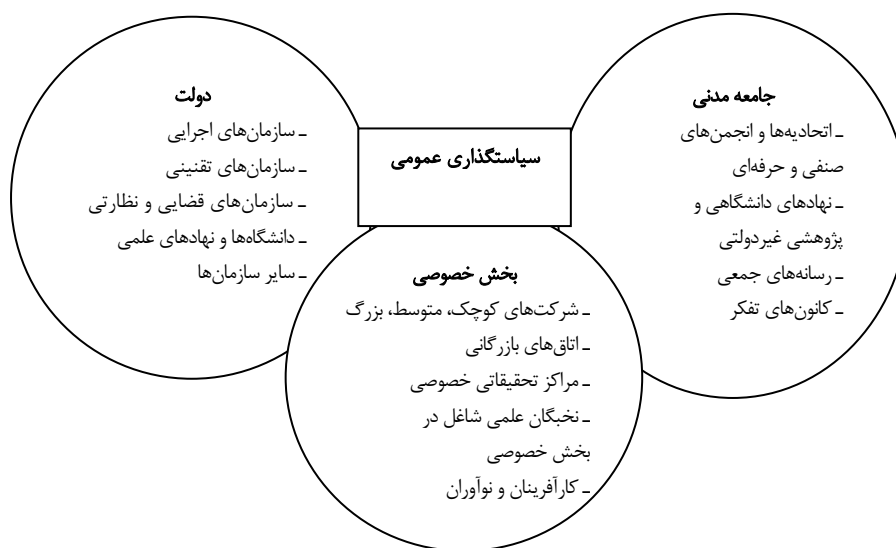 جامعه مدنی
ـ اتحادیه‌ها و انجمن‌های
صنفی و حرفه‌ای
ـ نهادهای دانشگاهی و
پژوهشی غیردولتی
ـ رسانه‌های جمعی
ـ کانون‌های تفکر
سیاستگذاری عمومی
دولت
ـ سازمان‌های اجرایی
ـ سازمان‌های تقنینی
ـ سازمان‌های قضایی و نظارتی
ـ دانشگاه‌ها و نهادهای علمی
ـ سایر سازمان‌ها
بخش خصوصی
ـ شرکت‌های کوچک، متوسط، بزرگ
ـ اتاق‌های بازرگانی
ـ مراکز تحقیقاتی خصوصی
ـ نخبگان علمی شاغل در
بخش خصوصی
ـ کارآفرینان و نوآوران